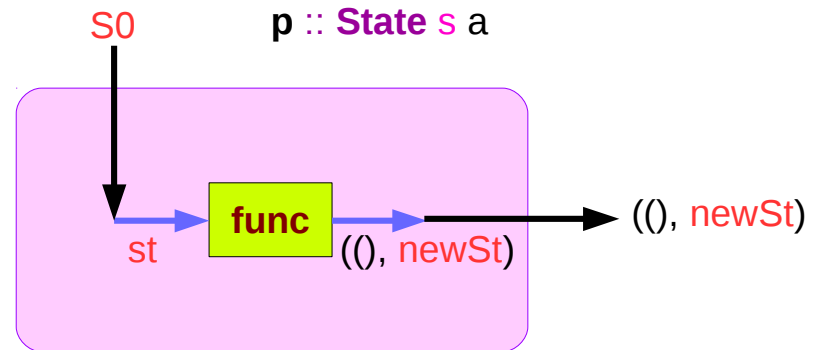 S0
p :: State s a
func
st
((), newSt)
((), newSt)